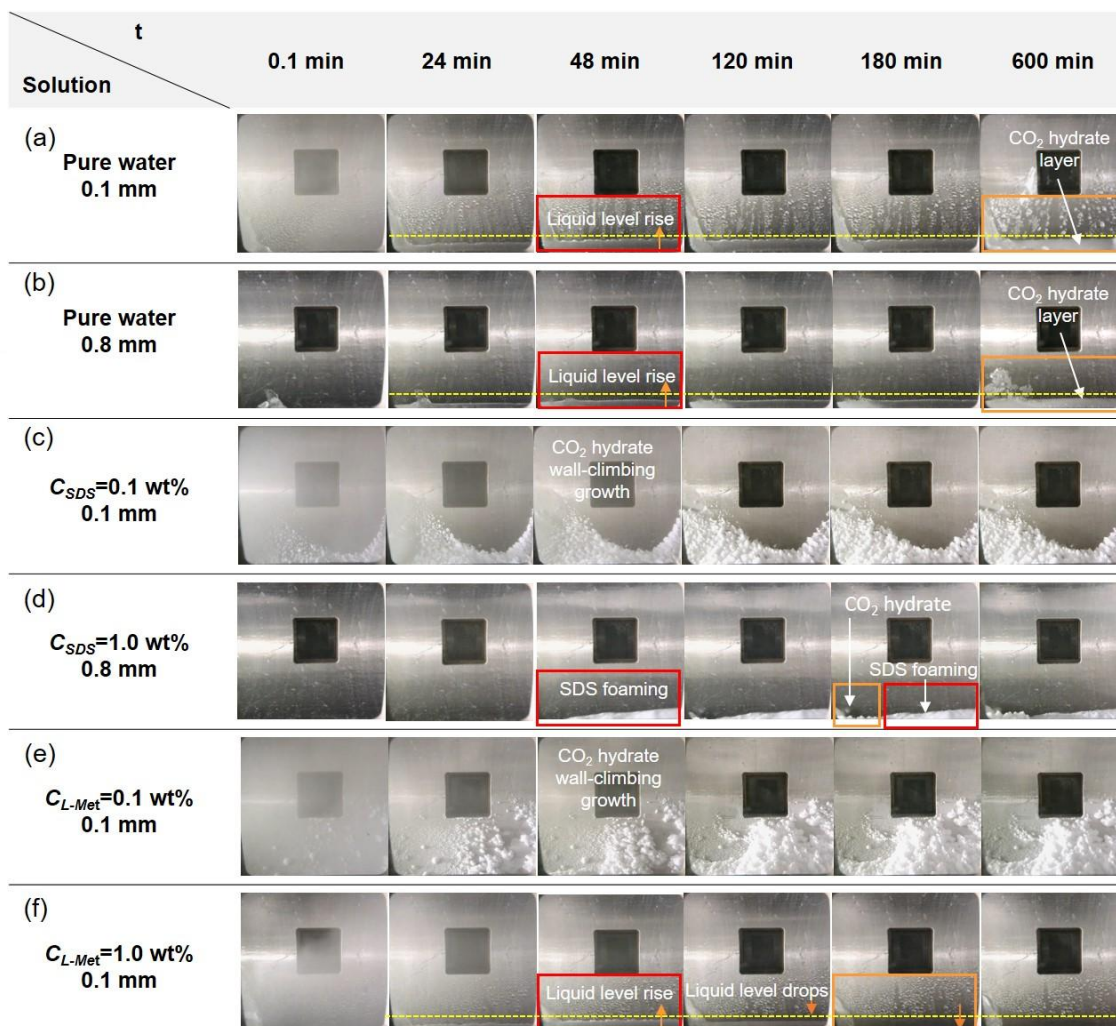 t
Solution
0.1 min 24 min 48 min 120 min 180 min 600 min
(a)
Pure water
0.1 mm
Liquid level rise
CO₂ hydrate
layer
(b)
Pure water
0.8 mm
Liquid level rise
CO₂ hydrate
layer
(c)
C_SDS=0.1 wt%
0.1 mm
CO₂ hydrate
wall-climbing
growth
(d)
C_SDS=1.0 wt%
0.8 mm
SDS foaming
CO₂ hydrate
SDS foaming
(e)
C_L-Met=0.1 wt%
0.1 mm
CO₂ hydrate
wall-climbing
growth
(f)
C_L-Met=1.0 wt%
0.1 mm
Liquid level rise
Liquid level drops